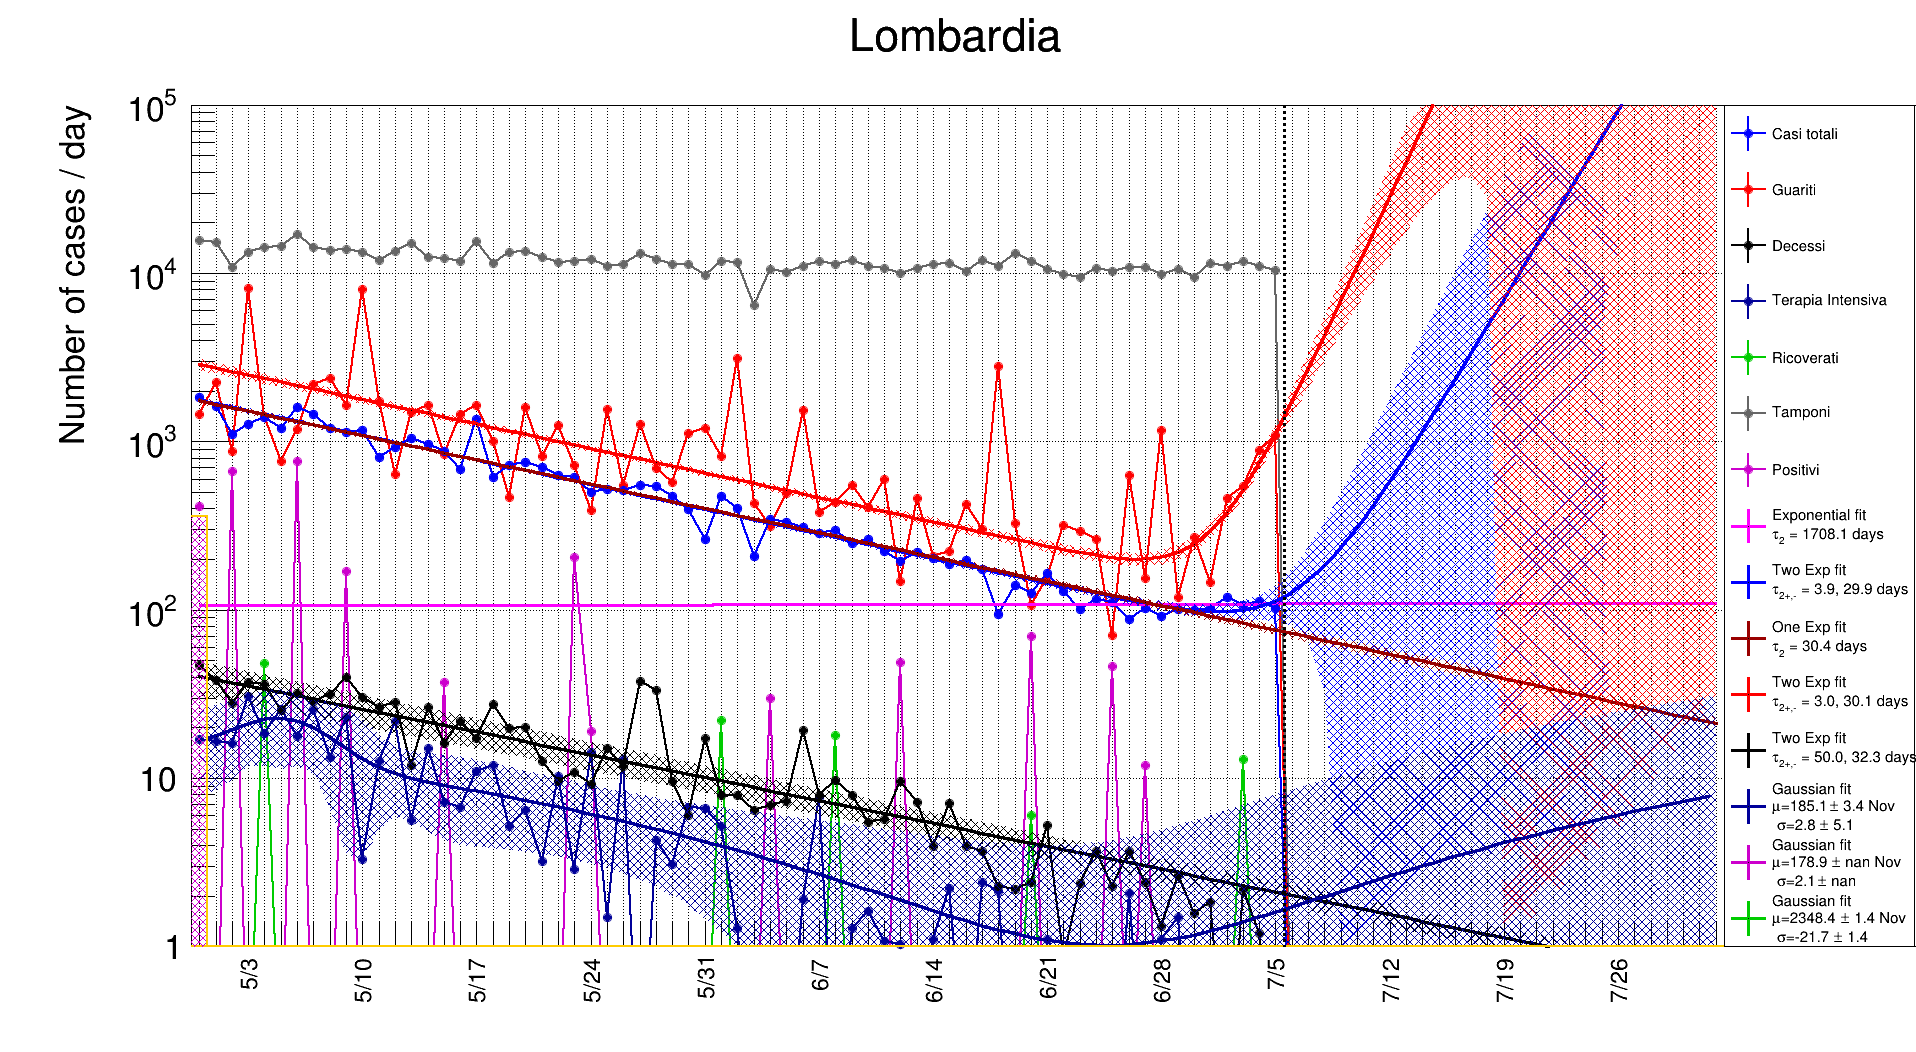 Lombardia
Number of cases / day
10^5
10^4
10^3
10^2
10
1
5/3
5/10
5/17
5/24
5/31
6/7
6/14
6/21
6/28
7/5
7/12
7/19
7/26
Casi totali
Guariti
Decessi
Terapia Intensiva
Ricoverati
Tamponi
Positivi
Exponential fit
τ2 = 1708.1 days
Two Exp fit
τ2+,- = 3.9, 29.9 days
One Exp fit
τ2 = 30.4 days
Two Exp fit
τ2+,- = 3.0, 30.1 days
Two Exp fit
τ2+,- = 50.0, 32.3 days
Gaussian fit
μ=185.1 ± 3.4 Nov
σ=2.8 ± 5.1
Gaussian fit
μ=178.9 ± nan Nov
σ=2.1 ± nan
Gaussian fit
μ=2348.4 ± 1.4 Nov
σ=-21.7 ± 1.4